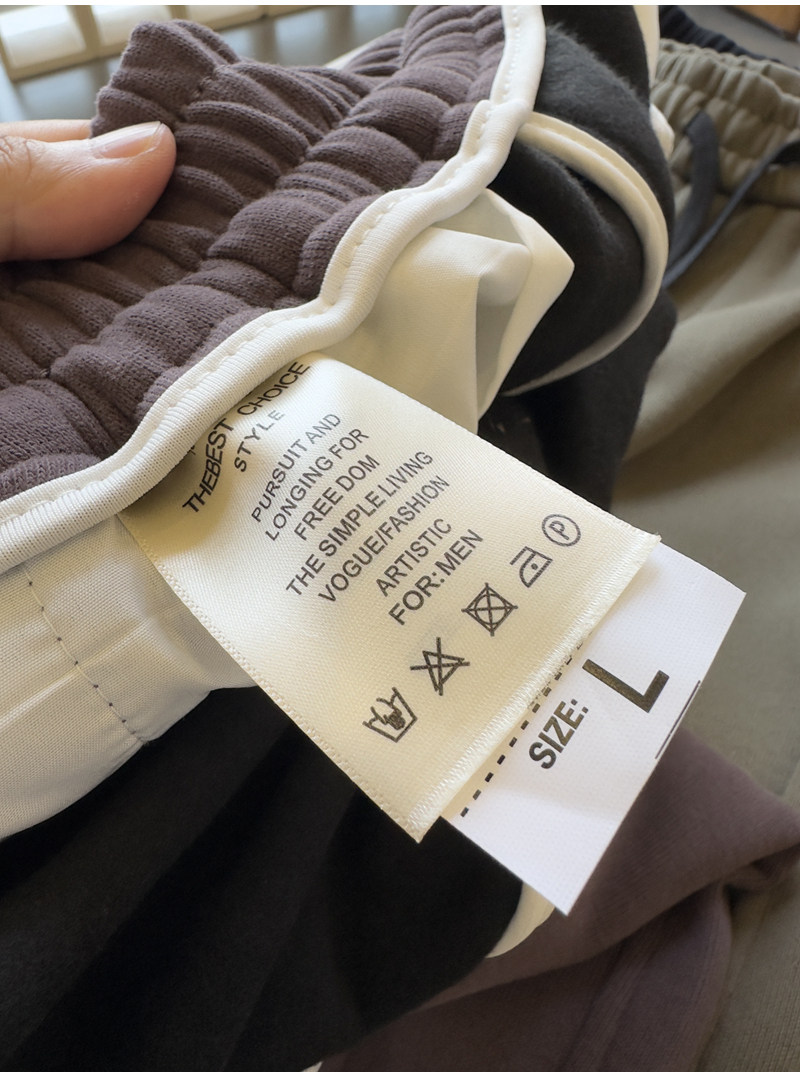 THEBEST CHOICE
STYLE
PURSUIT AND
LONGING FOR
FREE DOM
THE SIMPLE LIVING
VOGUE/FASHION
ARTISTIC
FOR: MEN
P
SIZE: L